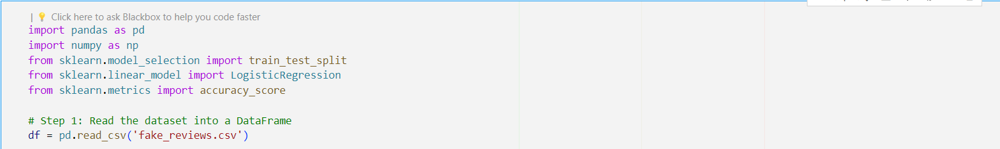 | 💡 Click here to ask Blackbox to help you code faster
import pandas as pd
import numpy as np
from sklearn.model_selection import train_test_split
from sklearn.linear_model import LogisticRegression
from sklearn.metrics import accuracy_score
# Step 1: Read the dataset into a DataFrame
df = pd.read_csv('fake_reviews.csv')